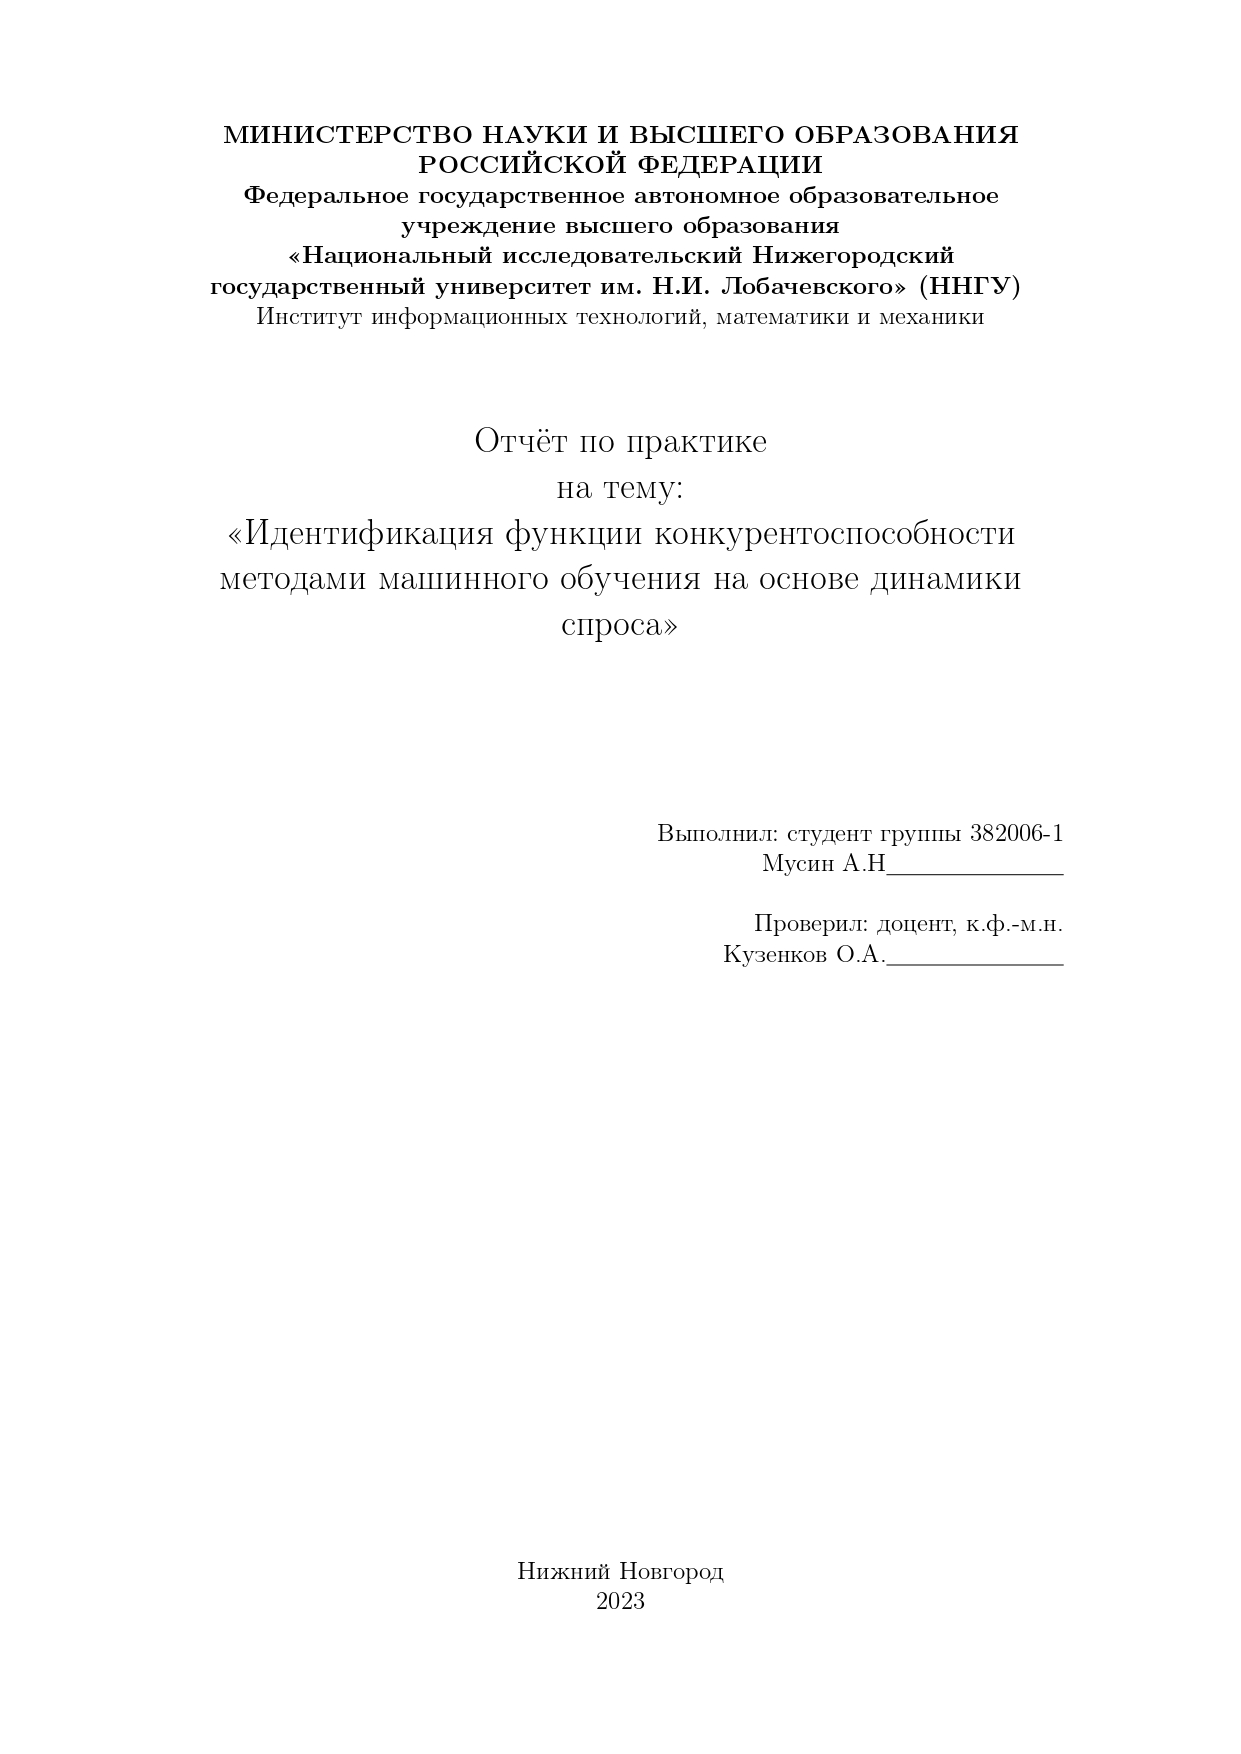 МИНИСТЕРСТВО НАУКИ И ВЫСШЕГО ОБРАЗОВАНИЯ
РОССИЙСКОЙ ФЕДЕРАЦИИ
Федеральное государственное автономное образовательное
учреждение высшего образования
«Национальный исследовательский Нижегородский
государственный университет им. Н.И. Лобачевского» (ННГУ)
Институт информационных технологий, математики и механики
Отчёт по практике
на тему:
«Идентификация функции конкурентоспособности
методами машинного обучения на основе динамики
спроса»
Выполнил: студент группы 382006-1
Мусин А.Н______________
Проверил: доцент, к.ф.-м.н.
Кузенков О.А.______________
Нижний Новгород
2023